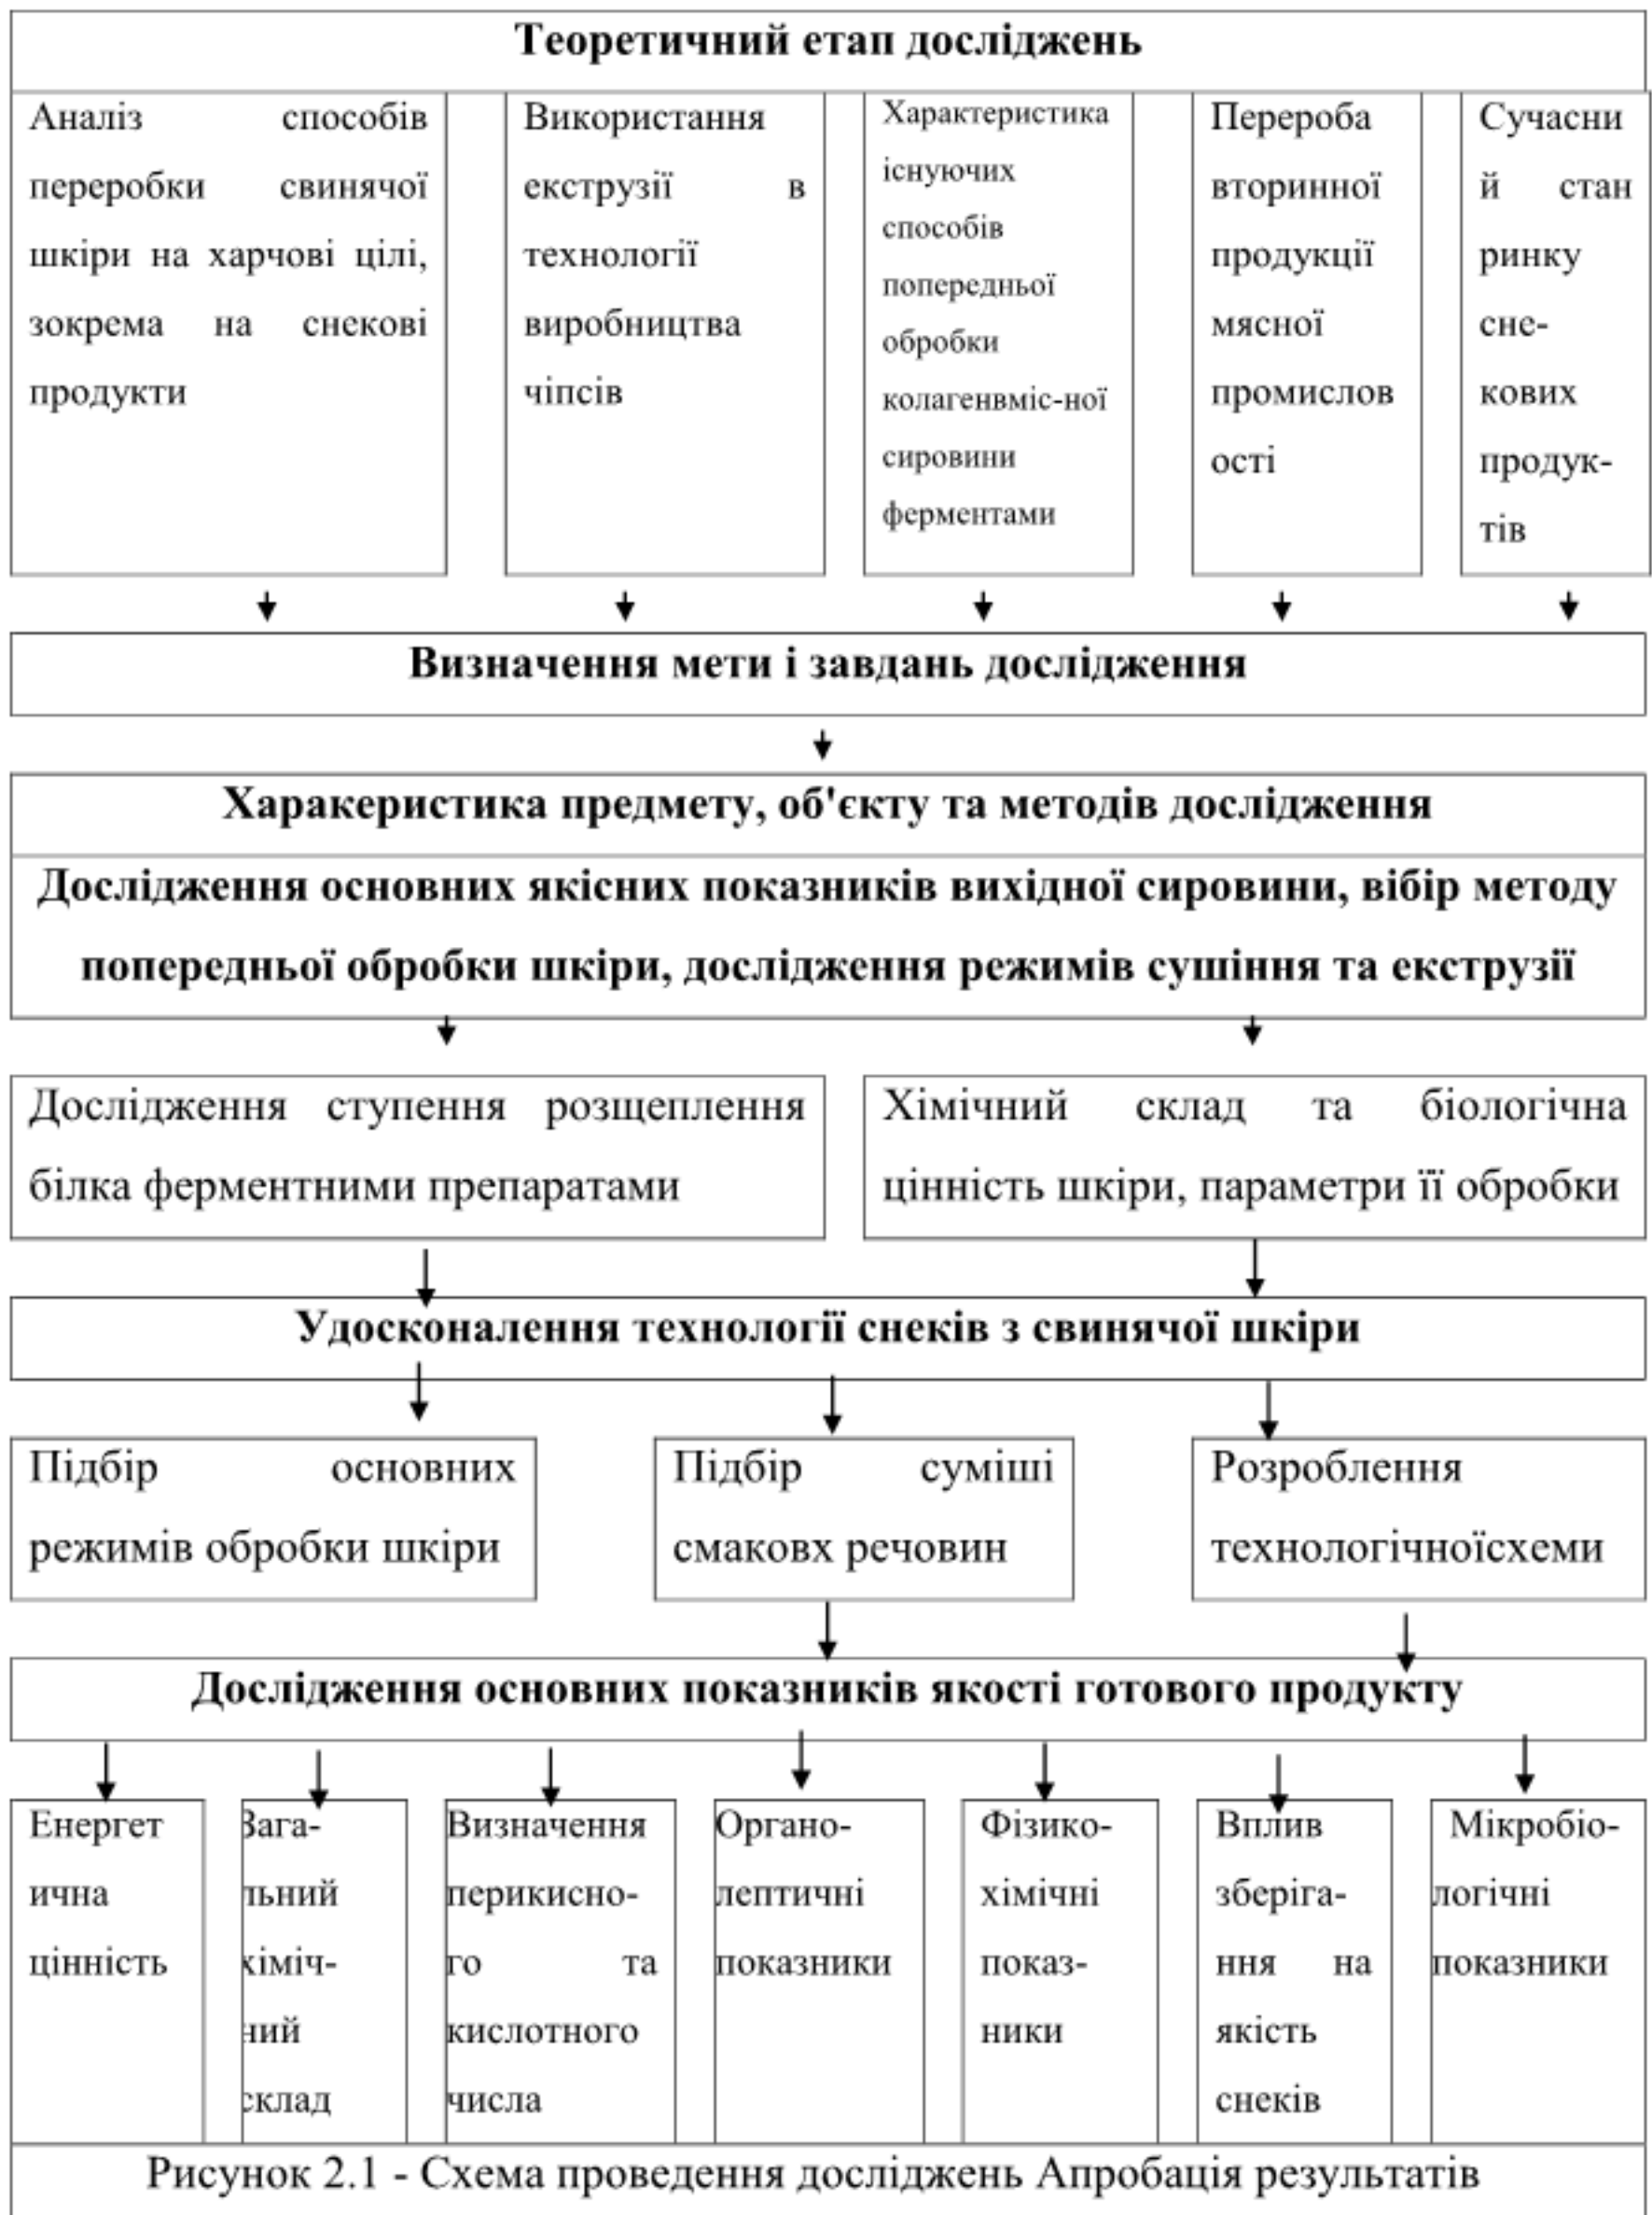 Теоретичний етап досліджень
Аналіз способів
переробки свинячої
шкіри на харчові цілі,
зокрема на снекові
продукти
Використання
екструзії в
технології
виробництва
чіпсів
Характеристика
існуючих
способів
попередньої
обробки
колагенвміс-ної
сировини
ферментами
Перероба
вторинної
продукції
мясної
промислов
ості
Сучасни
й стан
ринку
сне-
кових
продук-
тів
Визначення мети і завдань дослідження
Характеристика предмету, об'єкту та методів дослідження
Дослідження основних якісних показників вихідної сировини, вібір методу
попередньої обробки шкіри, дослідження режимів сушіння та екструзії
Дослідження ступення розщеплення
білка ферментними препаратами
Хімічний склад та біологічна
цінність шкіри, параметри її обробки
Удосконалення технології снеків з свинячої шкіри
Підбір основних
режимів обробки шкіри
Підбір суміші
смаковх речовин
Розроблення
технологічноїсхеми
Дослідження основних показників якості готового продукту
Енергет
ична
цінність
Зага-
льний
хіміч-
ний
склад
Визначення
перикисно-
го та
кислотного
числа
Органо-
лептичні
показники
Фізико-
хімічні
показ-
ники
Вплив
зберіга-
ння на
якість
снеків
Мікробіо-
логічні
показники
Рисунок 2.1 - Схема проведення досліджень Апробація результатів